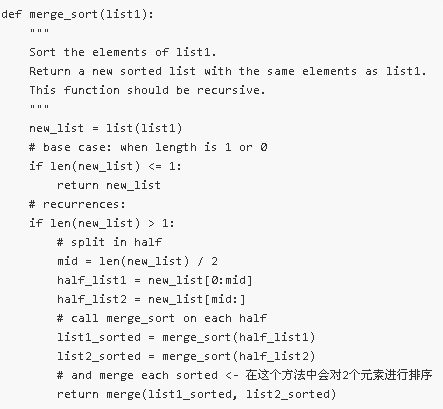 def merge_sort(list1):
    """
    Sort the elements of list1.
    Return a new sorted list with the same elements as list1.
    This function should be recursive.
    """
    new_list = list(list1)
    # base case: when length is 1 or 0
    if len(new_list) <= 1:
        return new_list
    # recurrences:
    if len(new_list) > 1:
        # split in half
        mid = len(new_list) / 2
        half_list1 = new_list[0:mid]
        half_list2 = new_list[mid:]
        # call merge_sort on each half
        list1_sorted = merge_sort(half_list1)
        list2_sorted = merge_sort(half_list2)
        # and merge each sorted <- 在这个方法中会对2个元素进行排序
        return merge(list1_sorted, list2_sorted)